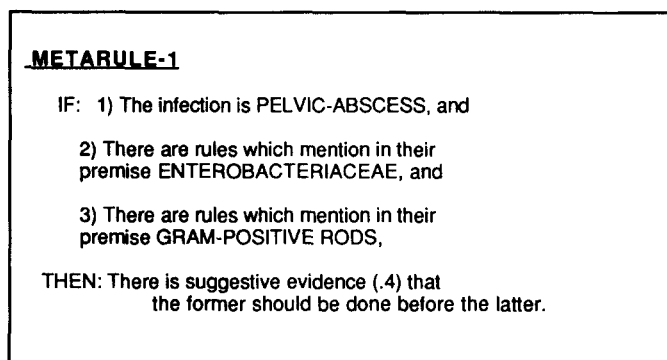 METARULE-1
IF: 1) The infection is PELVIC-ABSCESS, and
2) There are rules which mention in their
premise ENTEROBACTERIACEAE, and
3) There are rules which mention in their
premise GRAM-POSITIVE RODS,
THEN: There is suggestive evidence (.4) that
the former should be done before the latter.